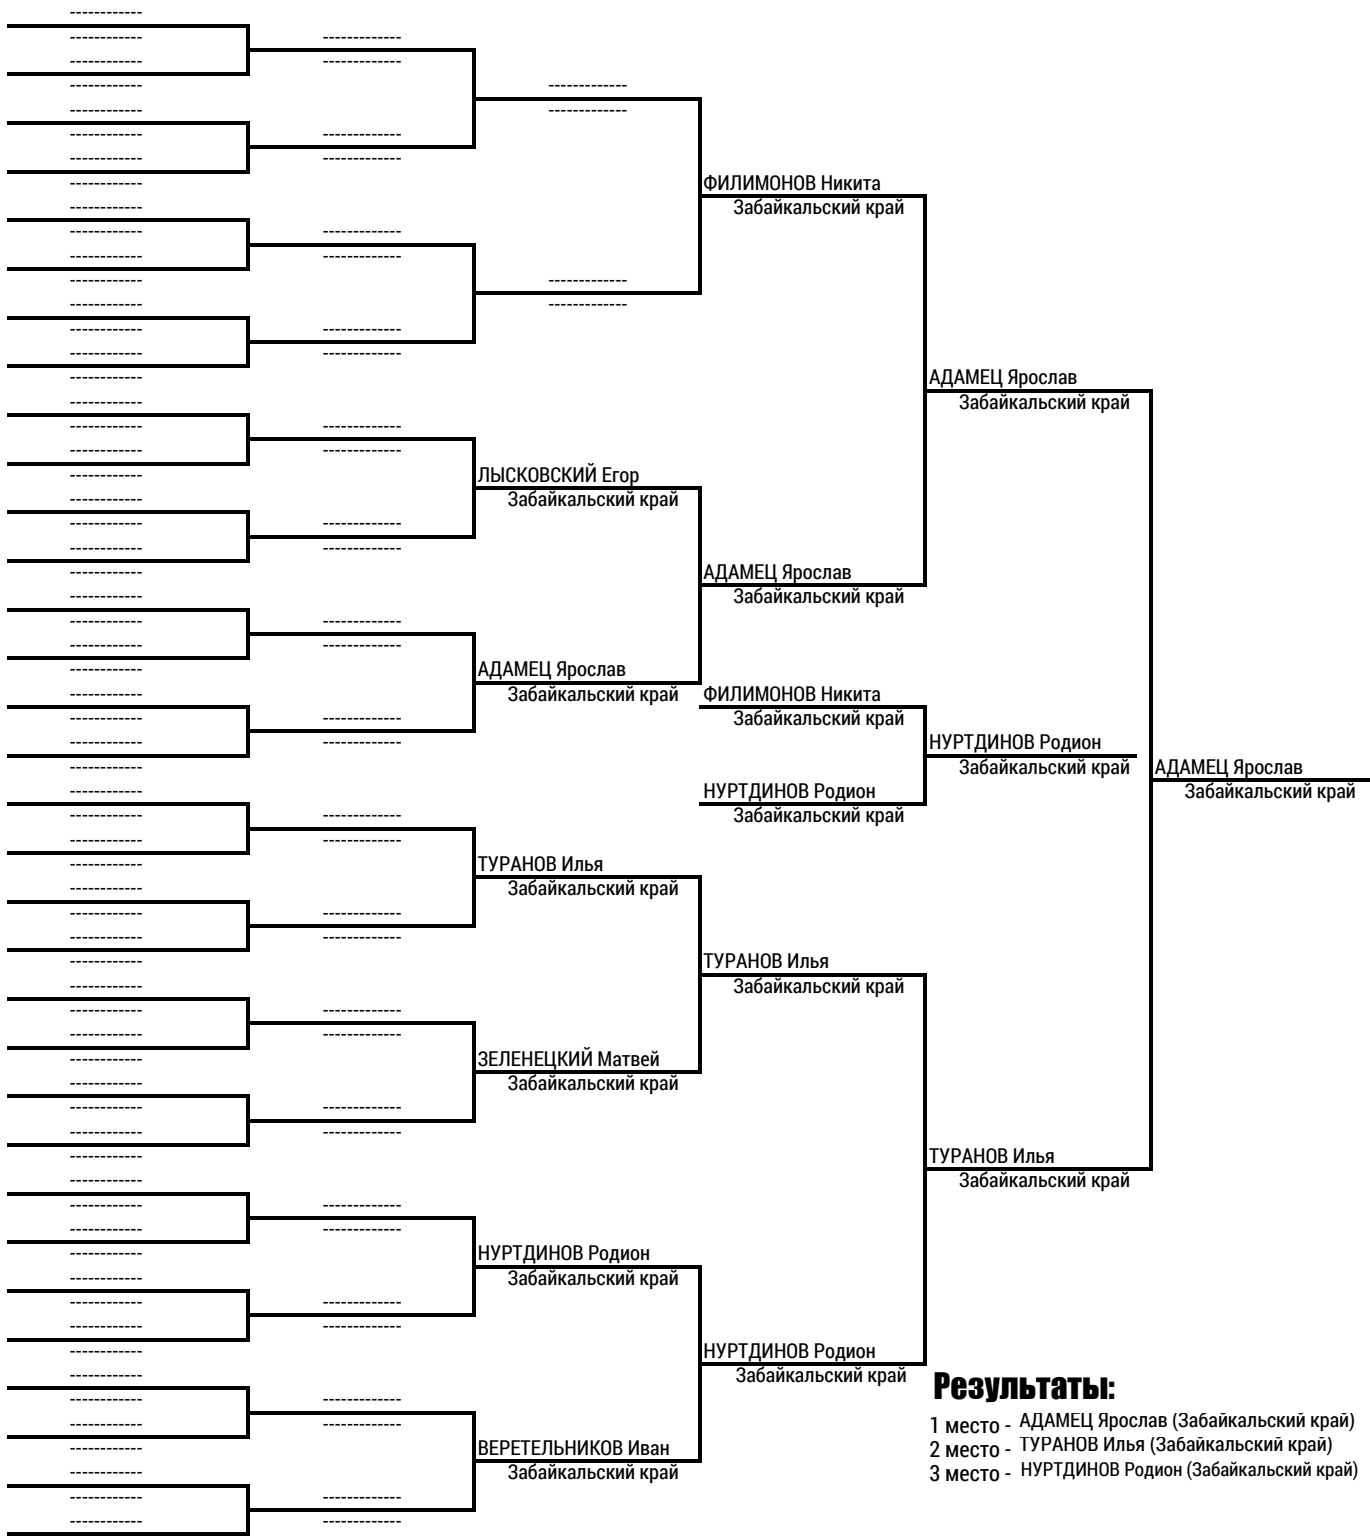 ФИЛИМОНОВ Никита
Забайкальский край
АДАМЕЦ Ярослав
Забайкальский край
ЛЫСКОВСКИЙ Егор
Забайкальский край
АДАМЕЦ Ярослав
Забайкальский край
АДАМЕЦ Ярослав
Забайкальский край
ФИЛИМОНОВ Никита
Забайкальский край
НУРТДИНОВ Родион
Забайкальский край
АДАМЕЦ Ярослав
Забайкальский край
НУРТДИНОВ Родион
Забайкальский край
ТУРАНОВ Илья
Забайкальский край
ТУРАНОВ Илья
Забайкальский край
ЗЕЛЕНЕЦКИЙ Матвей
Забайкальский край
ТУРАНОВ Илья
Забайкальский край
НУРТДИНОВ Родион
Забайкальский край
НУРТДИНОВ Родион
Забайкальский край
ВЕРЕТЕЛЬНИКОВ Иван
Забайкальский край
Результаты:
1 место - АДАМЕЦ Ярослав (Забайкальский край)
2 место - ТУРАНОВ Илья (Забайкальский край)
3 место - НУРТДИНОВ Родион (Забайкальский край)